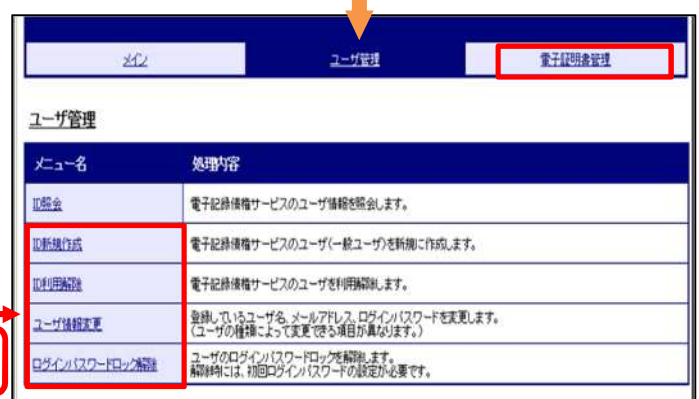 メイン ユーザ管理 電子証明書管理
ユーザ管理
メニュー名 処理内容
ID照会 電子記録債権サービスのユーザ情報を照会します。
ID新規作成 電子記録債権サービスのユーザ(一般ユーザ)を新規に作成します。
ID利用解除 電子記録債権サービスのユーザを利用解除します。
ユーザ情報変更 登録しているユーザ名、メールアドレス、ログインパスワードを変更します。
(ユーザの種類によって変更できる項目が異なります。)
ログインパスワードロック解除 ユーザのログインパスワードロックを解除します。
解除時には、初回ログインパスワードの設定が必要です。